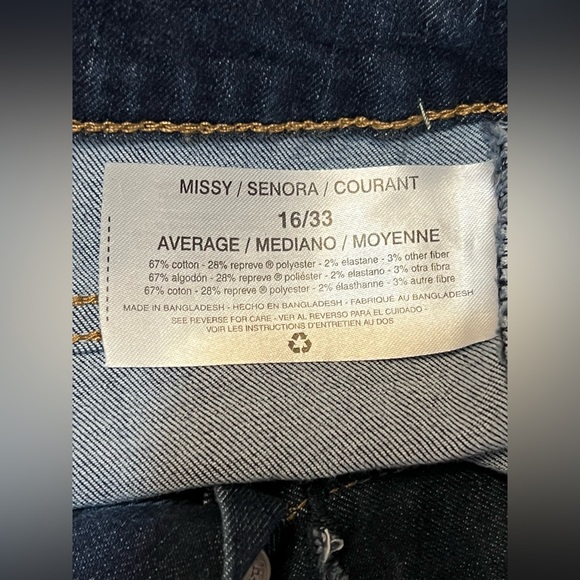 MISSY / SENORA / COURANT
16/33
AVERAGE / MEDIANO / MOYENNE
67% cotton - 28% repreve ® polyester - 2% elastane - 3% other fiber
67% algodón - 28% repreve ® poliéster - 2% elastano - 3% otra fibra
67% coton - 28% repreve ® polyester - 2% élasthanne - 3% autre fibre
MADE IN BANGLADESH - HECHO EN BANGLADESH - FABRIQUÉ AU BANGLADESH
SEE REVERSE FOR CARE - VER AL REVERSO PARA EL CUIDADO -
VOIR LES INSTRUCTIONS D'ENTRETIEN AU DOS